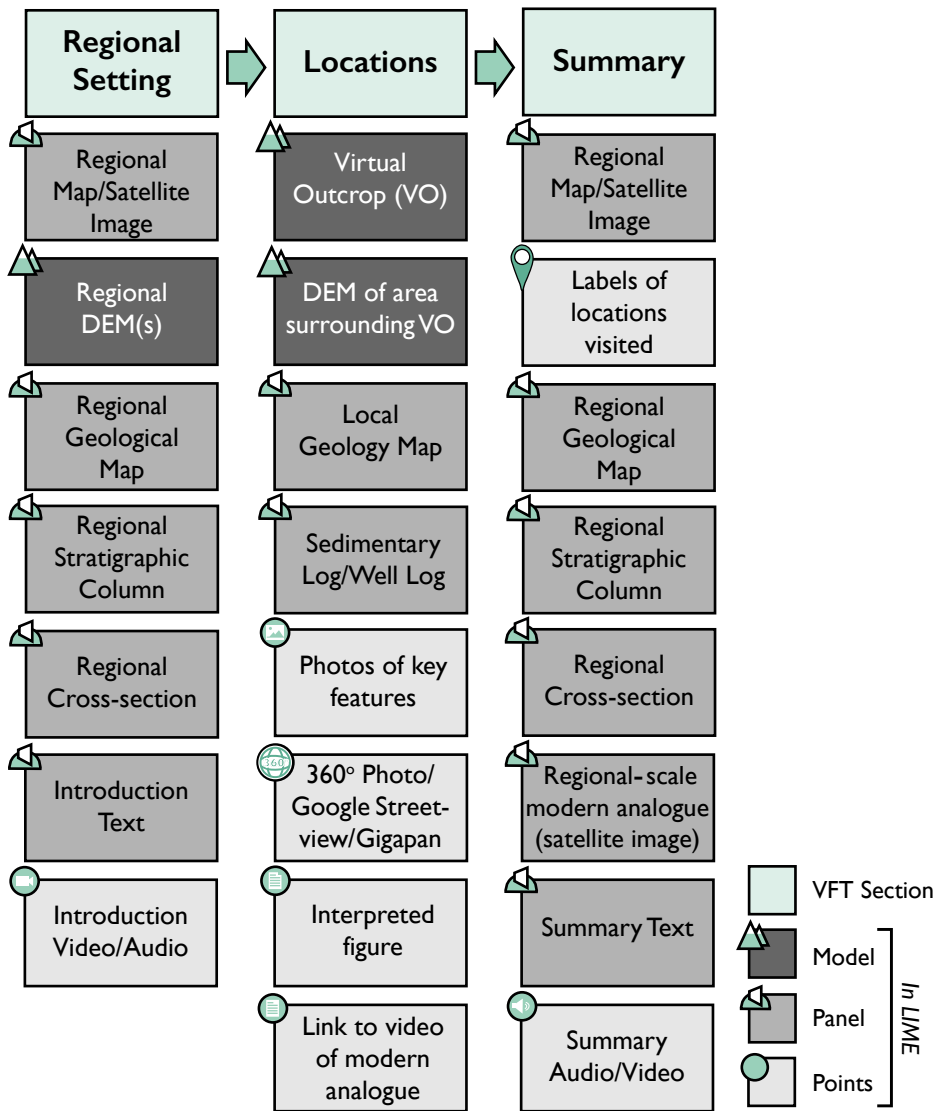 Regional
Setting
Locations
Summary
Regional
Map/Satellite
Image
Regional
DEM(s)
Regional
Geological
Map
Regional
Stratigraphic
Column
Regional
Cross-section
Introduction
Text
Introduction
Video/Audio
Virtual
Outcrop (VO)
DEM of area
surrounding VO
Local
Geology Map
Sedimentary
Log/Well Log
Photos of key
features
360
360° Photo/
Google Street-
view/Gigapan
Interpreted
figure
Link to video
of modern
analogue
Regional
Map/Satellite
Image
Labels of
locations
visited
Regional
Geological
Map
Regional
Stratigraphic
Column
Regional
Cross-section
Regional-scale
modern analogue
(satellite image)
Summary Text
Summary
Audio/Video
VFT Section
Model
Panel
Points
In LIME